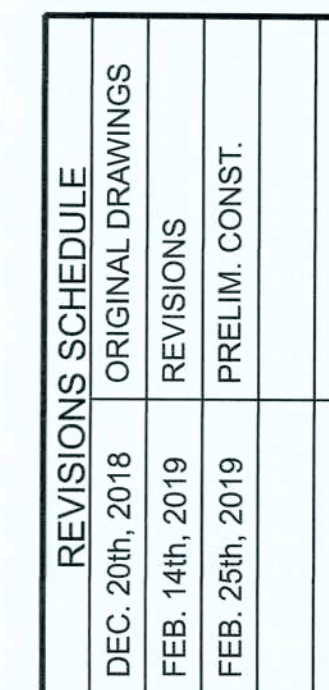 REVISIONS SCHEDULE
DEC. 20th, 2018 ORIGINAL DRAWINGS
FEB. 14th, 2019 REVISIONS
FEB. 25th, 2019 PRELIM. CONST.